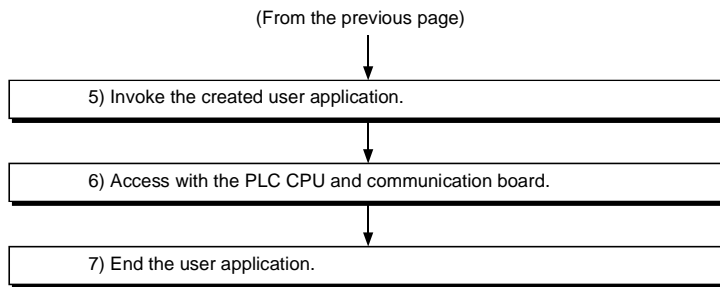 (From the previous page)
5) Invoke the created user application.
6) Access with the PLC CPU and communication board.
7) End the user application.